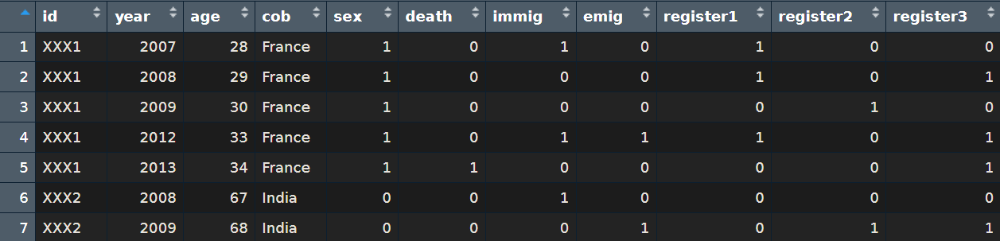 id year age cob sex death immig emig register1 register2 register3
1 XXX1 2007 28 France 1 0 1 0 1 0 0
2 XXX1 2008 29 France 1 0 0 0 1 0 1
3 XXX1 2009 30 France 1 0 0 0 0 1 0
4 XXX1 2012 33 France 1 0 1 1 1 0 1
5 XXX1 2013 34 France 1 1 0 0 0 0 1
6 XXX2 2008 67 India 0 0 1 0 0 0 0
7 XXX2 2009 68 India 0 0 0 1 0 1 1